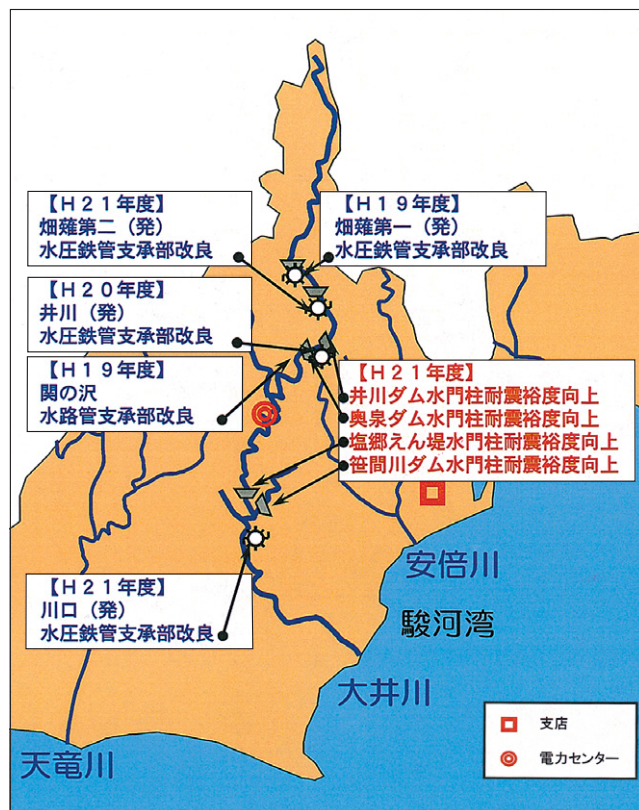 【H21年度】
畑薙第二（発）
水圧鉄管支承部改良
【H19年度】
畑薙第一（発）
水圧鉄管支承部改良
【H20年度】
井川（発）
水圧鉄管支承部改良
【H19年度】
関の沢
水路管支承部改良
【H21年度】
井川ダム水門柱耐震裕度向上
奥泉ダム水門柱耐震裕度向上
塩郷えん堤水門柱耐震裕度向上
笹間川ダム水門柱耐震裕度向上
【H21年度】
川口（発）
水圧鉄管支承部改良
安倍川
駿河湾
大井川
天竜川
支店
電力センター